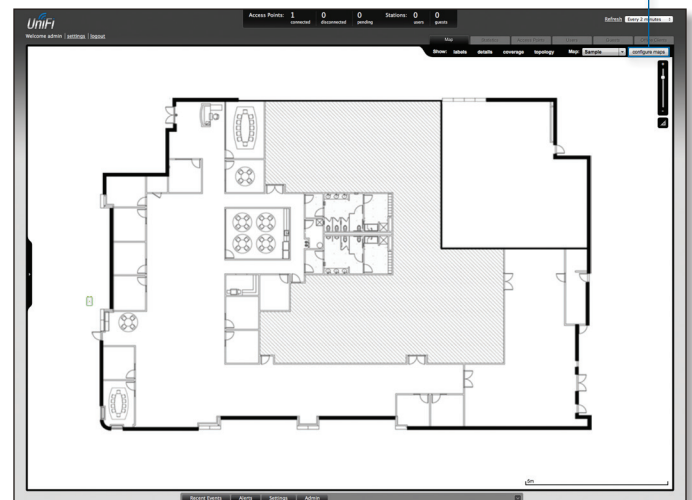 UniFi
Access Points: 1 connected 0 disconnected 0 pending Stations: 0 users 0 guests
Refresh Every 2 minutes
Welcome admin | settings | logout
Map
Show: labels details coverage topology Map: Sample configure maps
6m
Recent Events Alerts Settings Admin